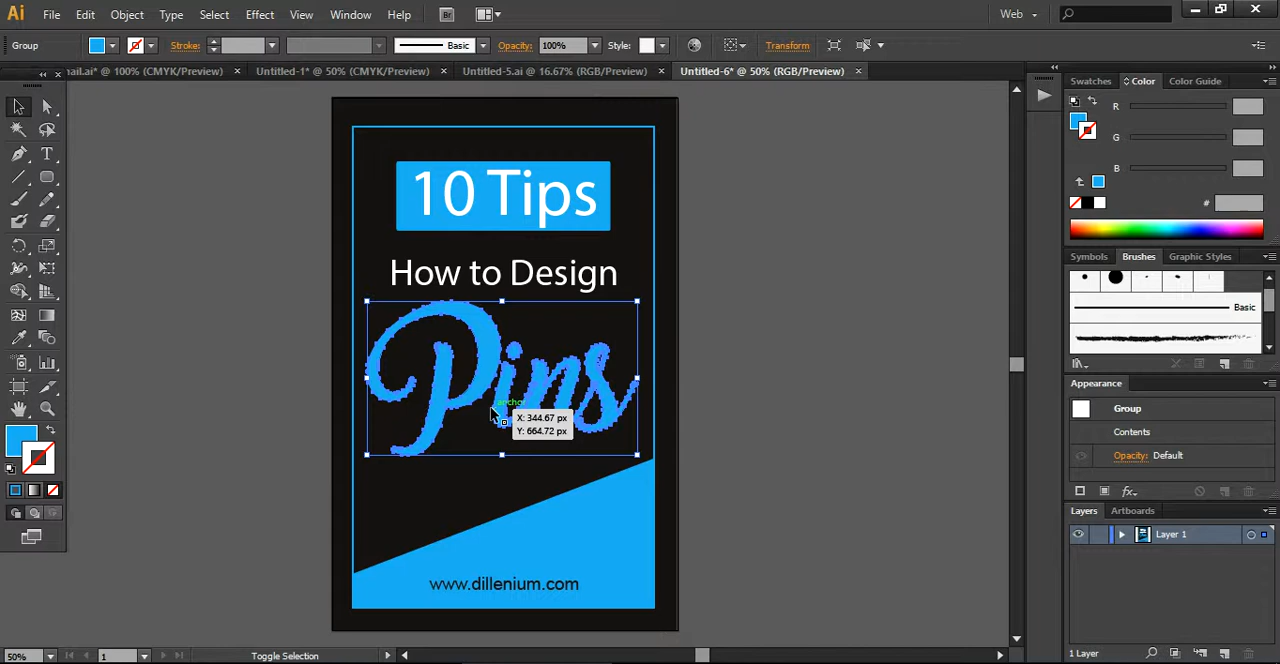 Ai File Edit Object Type Select Effect View Window Help Br Web
Group Stroke: Basic Opacity: 100% Style: Transform
ail.ai* @ 100% (CMYK/Preview) × Untitled-1* @ 50% (CMYK/Preview) × Untitled-5.ai @ 16.67% (RGB/Preview) × Untitled-6* @ 50% (RGB/Preview) ×
Swatches Color Color Guide
R
G
B
#
10 Tips
How to Design
Pins
anchor
X: 344.67 px
Y: 664.72 px
www.dillenium.com
Symbols Brushes Graphic Styles
Basic
Appearance
Group
Contents
Opacity: Default
fx
Layers Artboards
Layer 1
1 Layer
50% 1 Toggle Selection